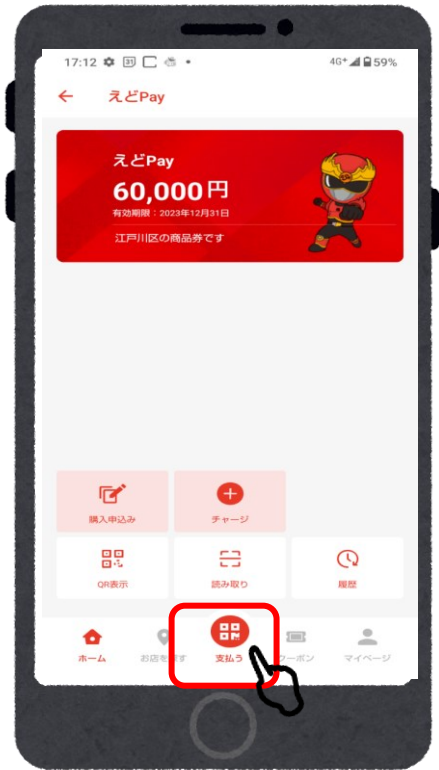 17:12
31
4G+ 59%
← えどPay
えどPay
60,000円
有効期限:2023年12月31日
江戸川区の商品券です
購入申込み
チャージ
QR表示
読み取り
履歴
ホーム
お店を
す
支払う
ーポン
マイページ